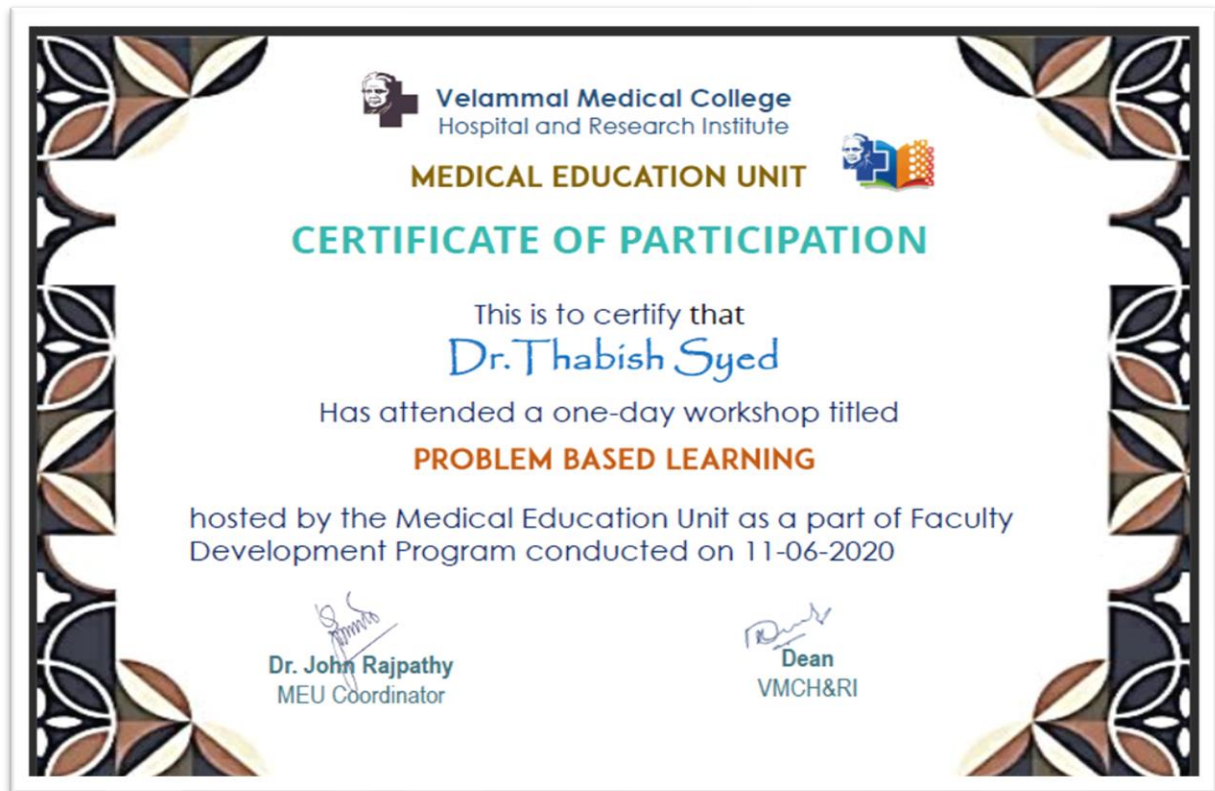 Velammal Medical College
Hospital and Research Institute
MEDICAL EDUCATION UNIT
CERTIFICATE OF PARTICIPATION
This is to certify that
Dr.Thabish Syed
Has attended a one-day workshop titled
PROBLEM BASED LEARNING
hosted by the Medical Education Unit as a part of Faculty
Development Program conducted on 11-06-2020
Dr. John Rajpathy
MEU Coordinator
Dean
VMCH&RI